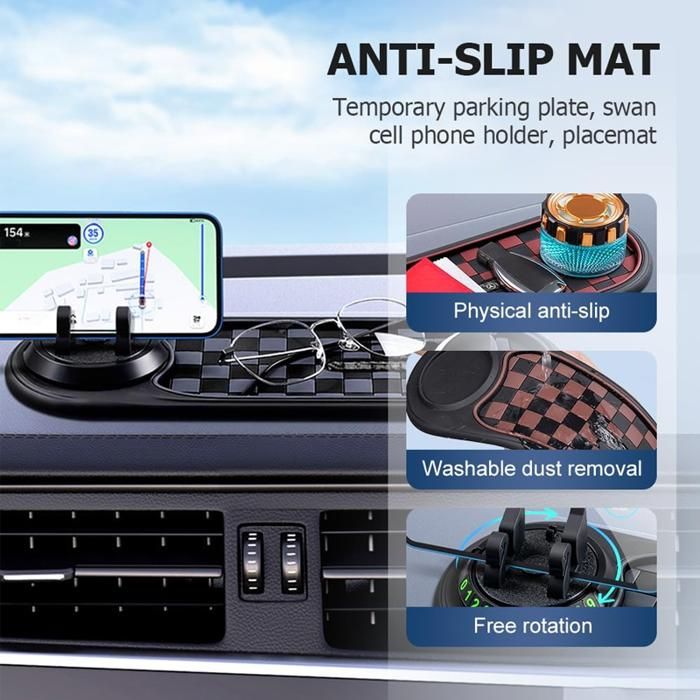 ANTI-SLIP MAT
Temporary parking plate, swan
cell phone holder, placemat
154
35
Physical anti-slip
Washable dust removal
Free rotation